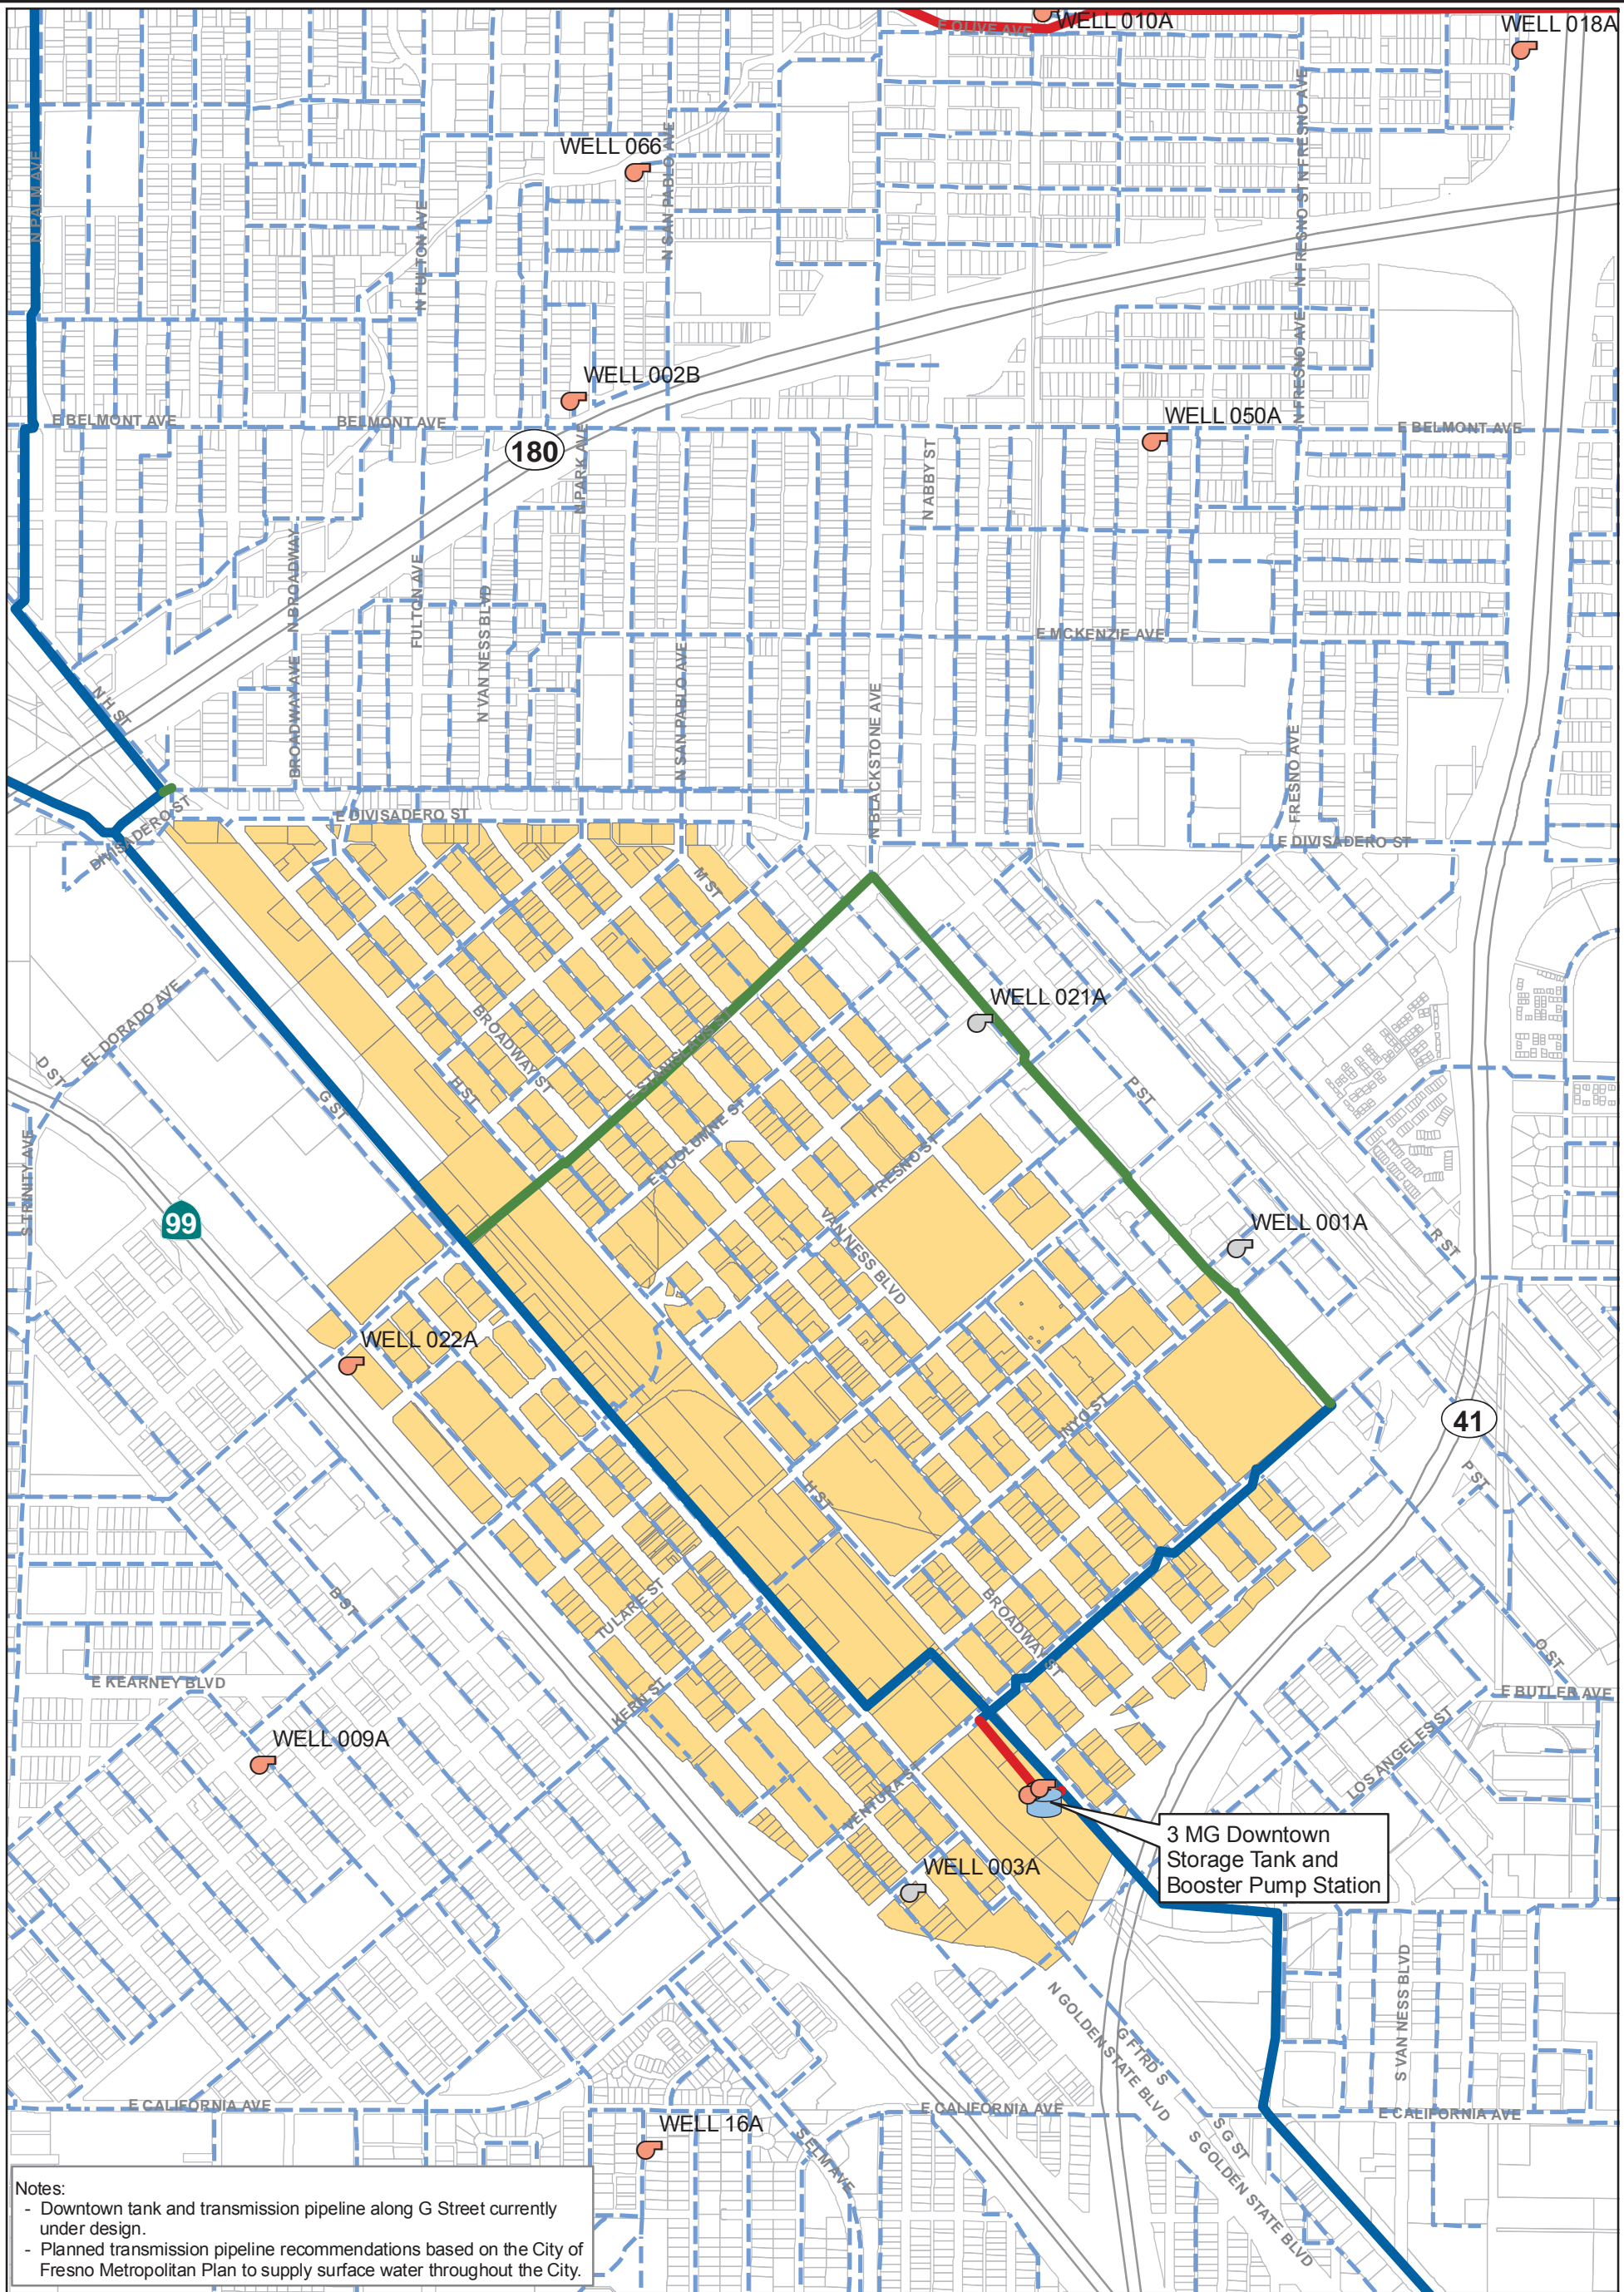 WELL 010A
E OLIVE AVE
WELL 018A
WELL 066
N SAN PABLO AVE
N PALM AVE
N FULTON AVE
N FRESNO AVE
N FRESNO ST
N FRESNO AVE
N FRESNO AVE
WELL 002B
WELL 050A
E BELMONT AVE
BELMONT AVE
E BELMONT AVE
180
N PARK AVE
N ABBY ST
N BROADWAY
FULTON AVE
N VAN NESS BLVD
E MCKENZIE AVE
N H ST
BROADWAY AVE
N SAN PABLO AVE
N BLACKSTONE AVE
FRESNO AVE
DIVISADERO ST
E DIVISADERO ST
E DIVISADERO ST
M ST
WELL 021A
EL DORADO AVE
D ST
G ST
H ST
BROADWAY ST
E STANISLAUS ST
E TUOLUMNE ST
FRESNO ST
P ST
S TRINITY AVE
99
VAN NESS BLVD
WELL 001A
R ST
WELL 022A
INYO ST
41
P ST
H ST
B ST
TULARE ST
BROADWAY ST
O ST
E KEARNEY BLVD
KERN ST
E BUTLER AVE
WELL 009A
LOS ANGELES ST
VENTURA ST
3 MG Downtown
Storage Tank and
Booster Pump Station
WELL 003A
N GOLDEN STATE BLVD
G FTRD S
S VAN NESS BLVD
E CALIFORNIA AVE
E CALIFORNIA AVE
E CALIFORNIA AVE
WELL 16A
S ELM AVE
S G ST
S GOLDEN STATE BLVD
Notes:
- Downtown tank and transmission pipeline along G Street currently
under design.
- Planned transmission pipeline recommendations based on the City of
Fresno Metropolitan Plan to supply surface water throughout the City.